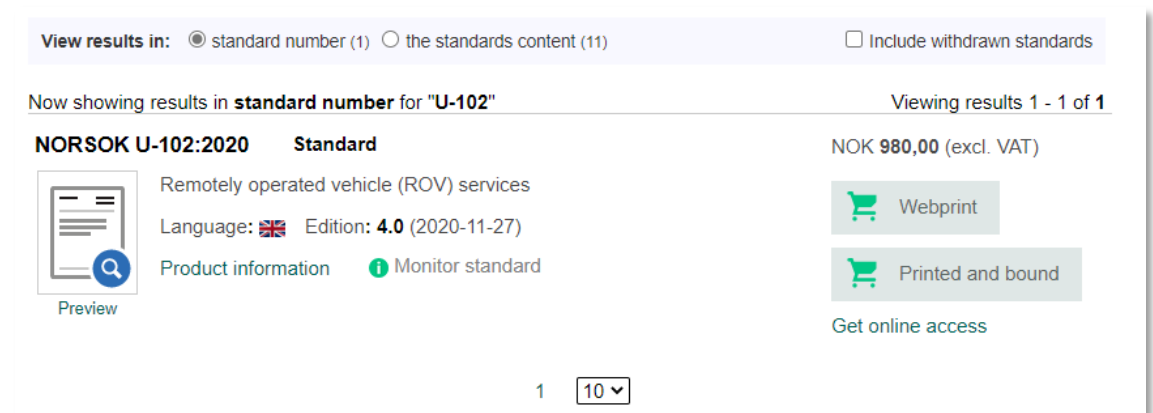 View results in: standard number (1) the standards content (11) Include withdrawn standards
Now showing results in standard number for "U-102" Viewing results 1 - 1 of 1
NORSOK U-102:2020 Standard NOK 980,00 (excl. VAT)
Remotely operated vehicle (ROV) services
Webprint
Language: Edition: 4.0 (2020-11-27)
Product information Monitor standard
Printed and bound
Preview
Get online access
1 10